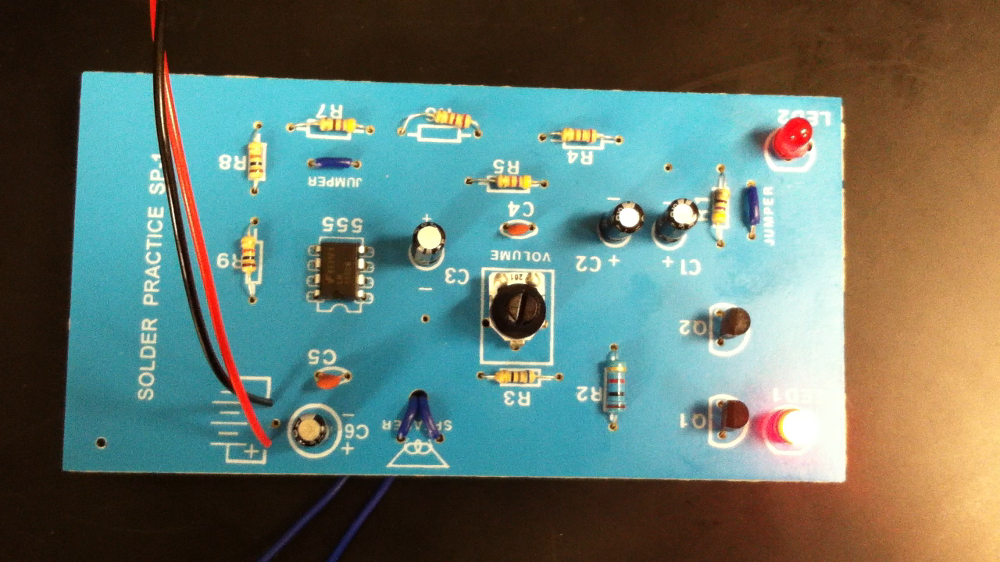 SOLDER PRACTICE SP-1
R7
LED2
R8
R4
JUMPER
R5
C4
JUMPER
555
R9
VOLUME
201
C3
C2
C1
+
-
+
+
Q2
C5
R3
R2
Q1
LED1
C6
-
+
SPEAKER
+